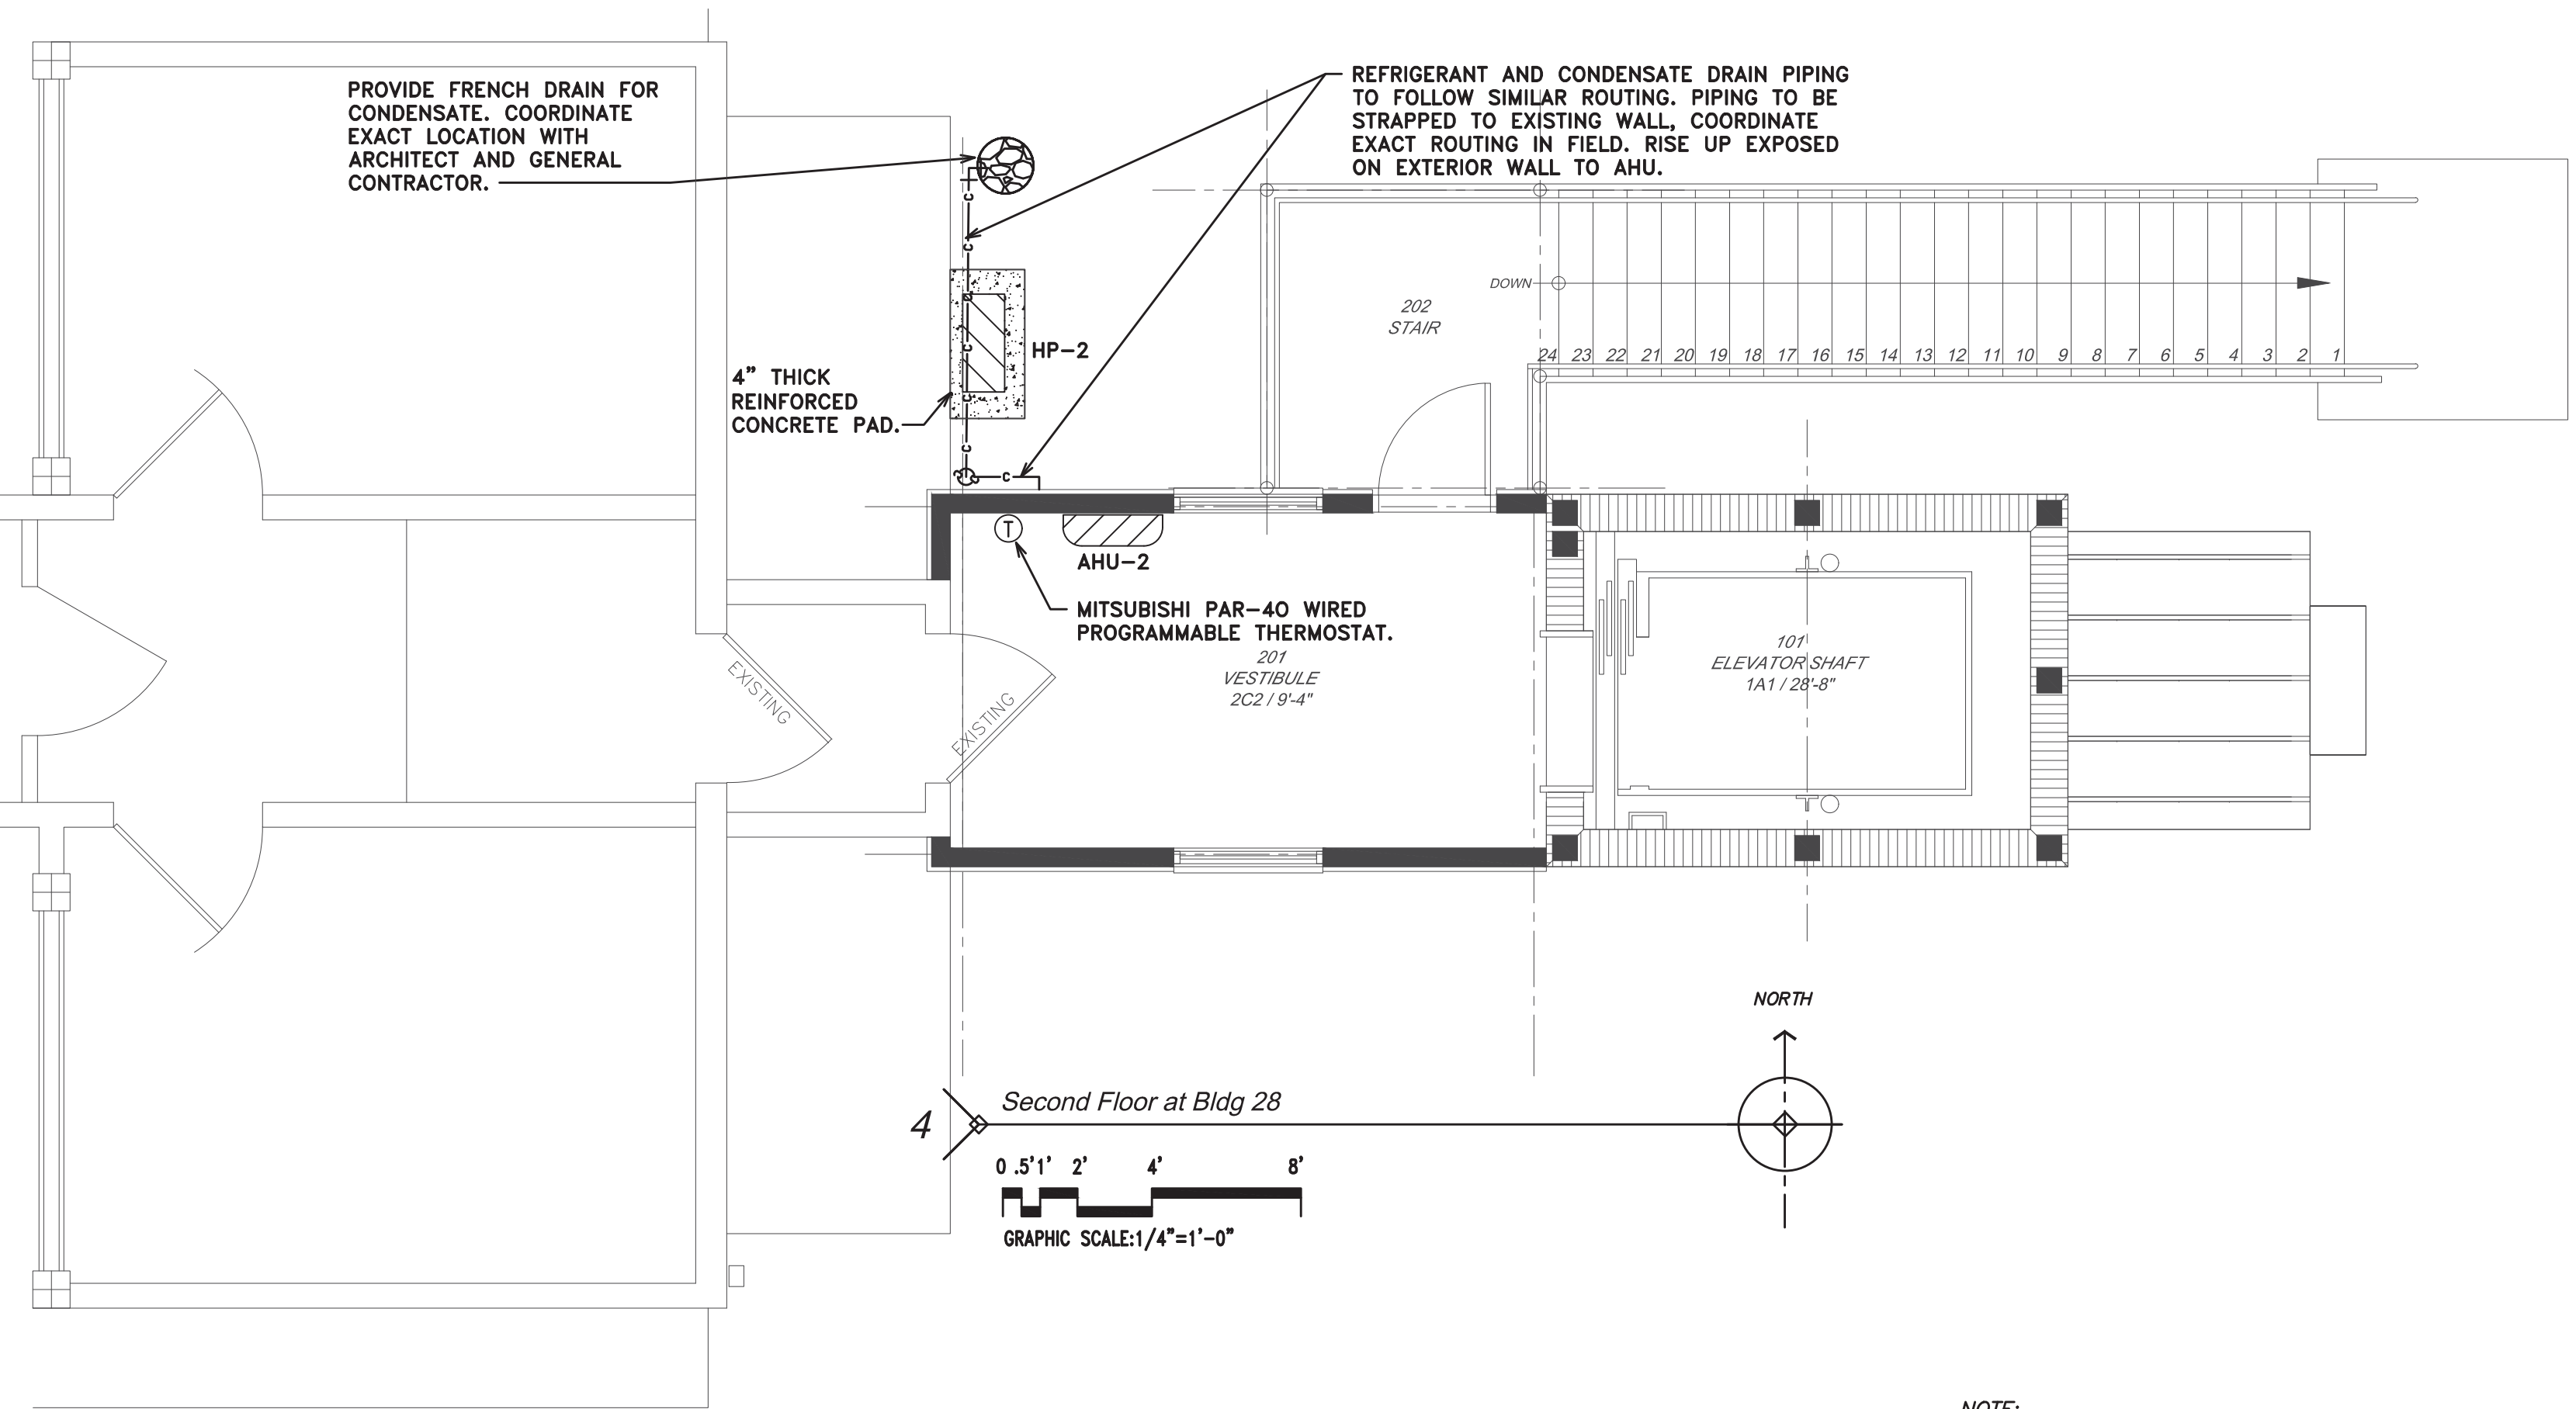 PROVIDE FRENCH DRAIN FOR
CONDENSATE. COORDINATE
EXACT LOCATION WITH
ARCHITECT AND GENERAL
CONTRACTOR.
REFRIGERANT AND CONDENSATE DRAIN PIPING
TO FOLLOW SIMILAR ROUTING. PIPING TO BE
STRAPPED TO EXISTING WALL, COORDINATE
EXACT ROUTING IN FIELD. RISE UP EXPOSED
ON EXTERIOR WALL TO AHU.
C
C
C
C
C
C
C
HP-2
4" THICK
REINFORCED
CONCRETE PAD.
DOWN
202
STAIR
24 23 22 21 20 19 18 17 16 15 14 13 12 11 10 9 8 7 6 5 4 3 2 1
T
AHU-2
MITSUBISHI PAR-40 WIRED
PROGRAMMABLE THERMOSTAT.
201
VESTIBULE
2C2 / 9'-4"
101
ELEVATOR SHAFT
1A1 / 28'-8"
EXISTING
EXISTING
NORTH
4
Second Floor at Bldg 28
0 .5' 1' 2' 4' 8'
GRAPHIC SCALE:1/4"=1'-0"
NOTE: